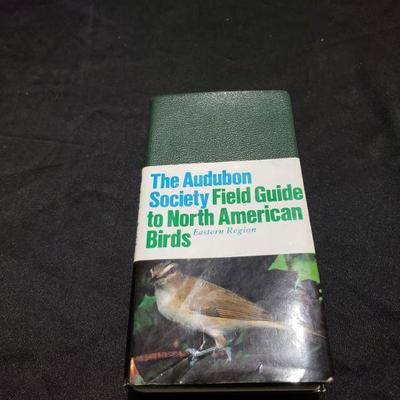 The Audubon
Society Field Guide
to North American
Birds Eastern Region